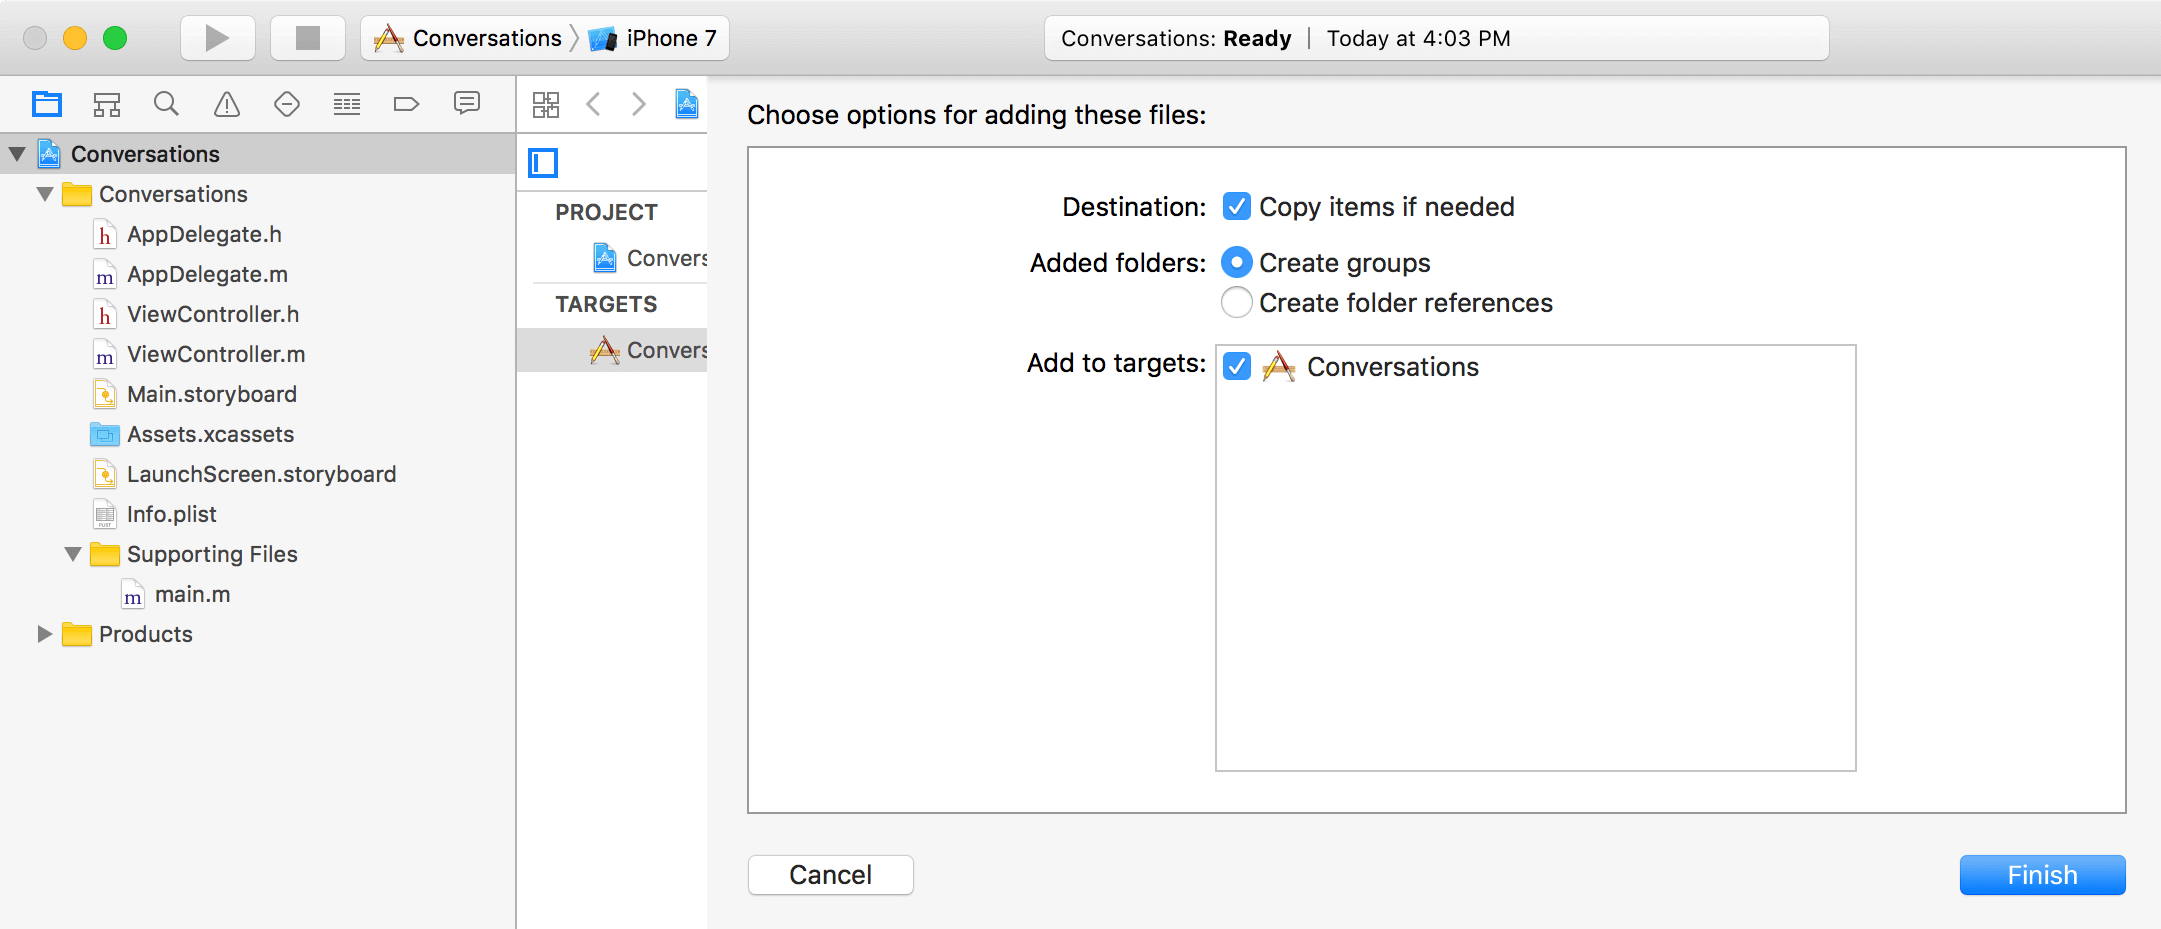 Conversations iPhone 7
Conversations: Ready | Today at 4:03 PM
Conversations
Conversations
h AppDelegate.h
m AppDelegate.m
h ViewController.h
m ViewController.m
Main.storyboard
Assets.xcassets
LaunchScreen.storyboard
PLIST Info.plist
Supporting Files
m main.m
Products
PROJECT
Convers
TARGETS
Convers
Choose options for adding these files:
Destination: Copy items if needed
Added folders: Create groups
Create folder references
Add to targets: Conversations
Cancel
Finish